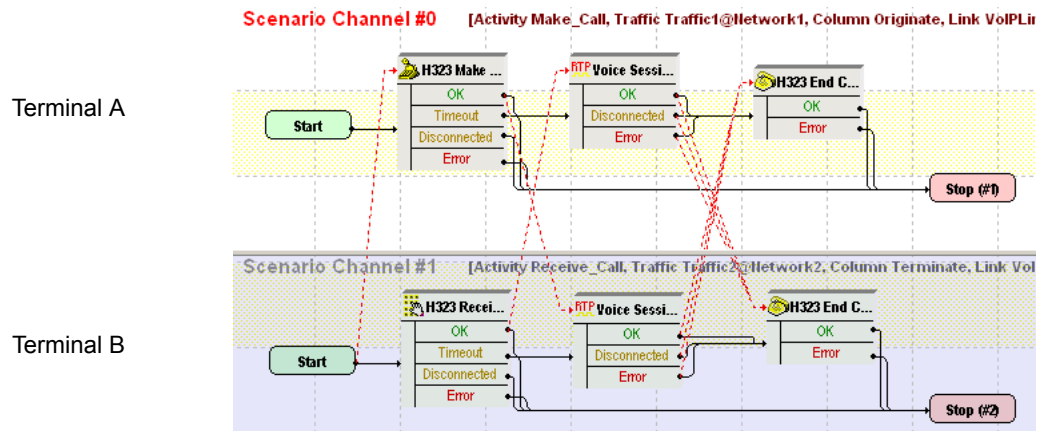 Scenario Channel #0 [Activity Make_Call, Traffic Traffic1@Network1, Column Originate, Link VoIPLin
Terminal A
Start
H323 Make ...
OK
Timeout
Disconnected
Error
RTP Voice Sessi...
OK
Disconnected
Error
H323 End C...
OK
Error
Stop (#1)
Scenario Channel #1 [Activity Receive_Call, Traffic Traffic2@Network2, Column Terminate, Link VoI
Terminal B
Start
H323 Recei...
OK
Timeout
Disconnected
Error
RTP Voice Sessi...
OK
Disconnected
Error
H323 End C...
OK
Error
Stop (#2)